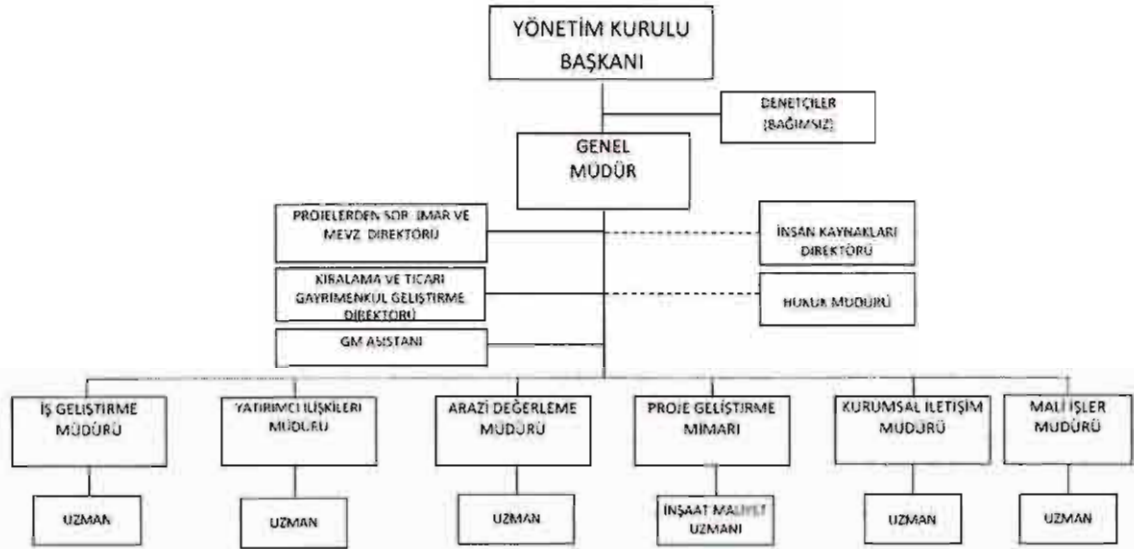 YÖNETİM KURULU
BAŞKANI
DENETÇİLER
(BAĞIMSIZ)
GENEL
MÜDÜR
PROJELERDEN SOR. İMAR VE
MEVZ. DİREKTÖRÜ
İNSAN KAYNAKLARI
DİREKTÖRÜ
KİRALAMA VE TİCARİ
GAYRİMENKUL GELİŞTİRME
DİREKTÖRÜ
HUKUK MÜDÜRÜ
GM ASİSTANI
İŞ GELİŞTİRME
MÜDÜRÜ
YATIRIMCI İLİŞKİLERİ
MÜDÜRÜ
ARAZİ DEĞERLEME
MÜDÜRÜ
PROJE GELİŞTİRME
MİMARI
KURUMSAL İLETİŞİM
MÜDÜRÜ
MALİ İŞLER
MÜDÜRÜ
UZMAN
UZMAN
UZMAN
İNŞAAT MALİYET
UZMANI
UZMAN
UZMAN